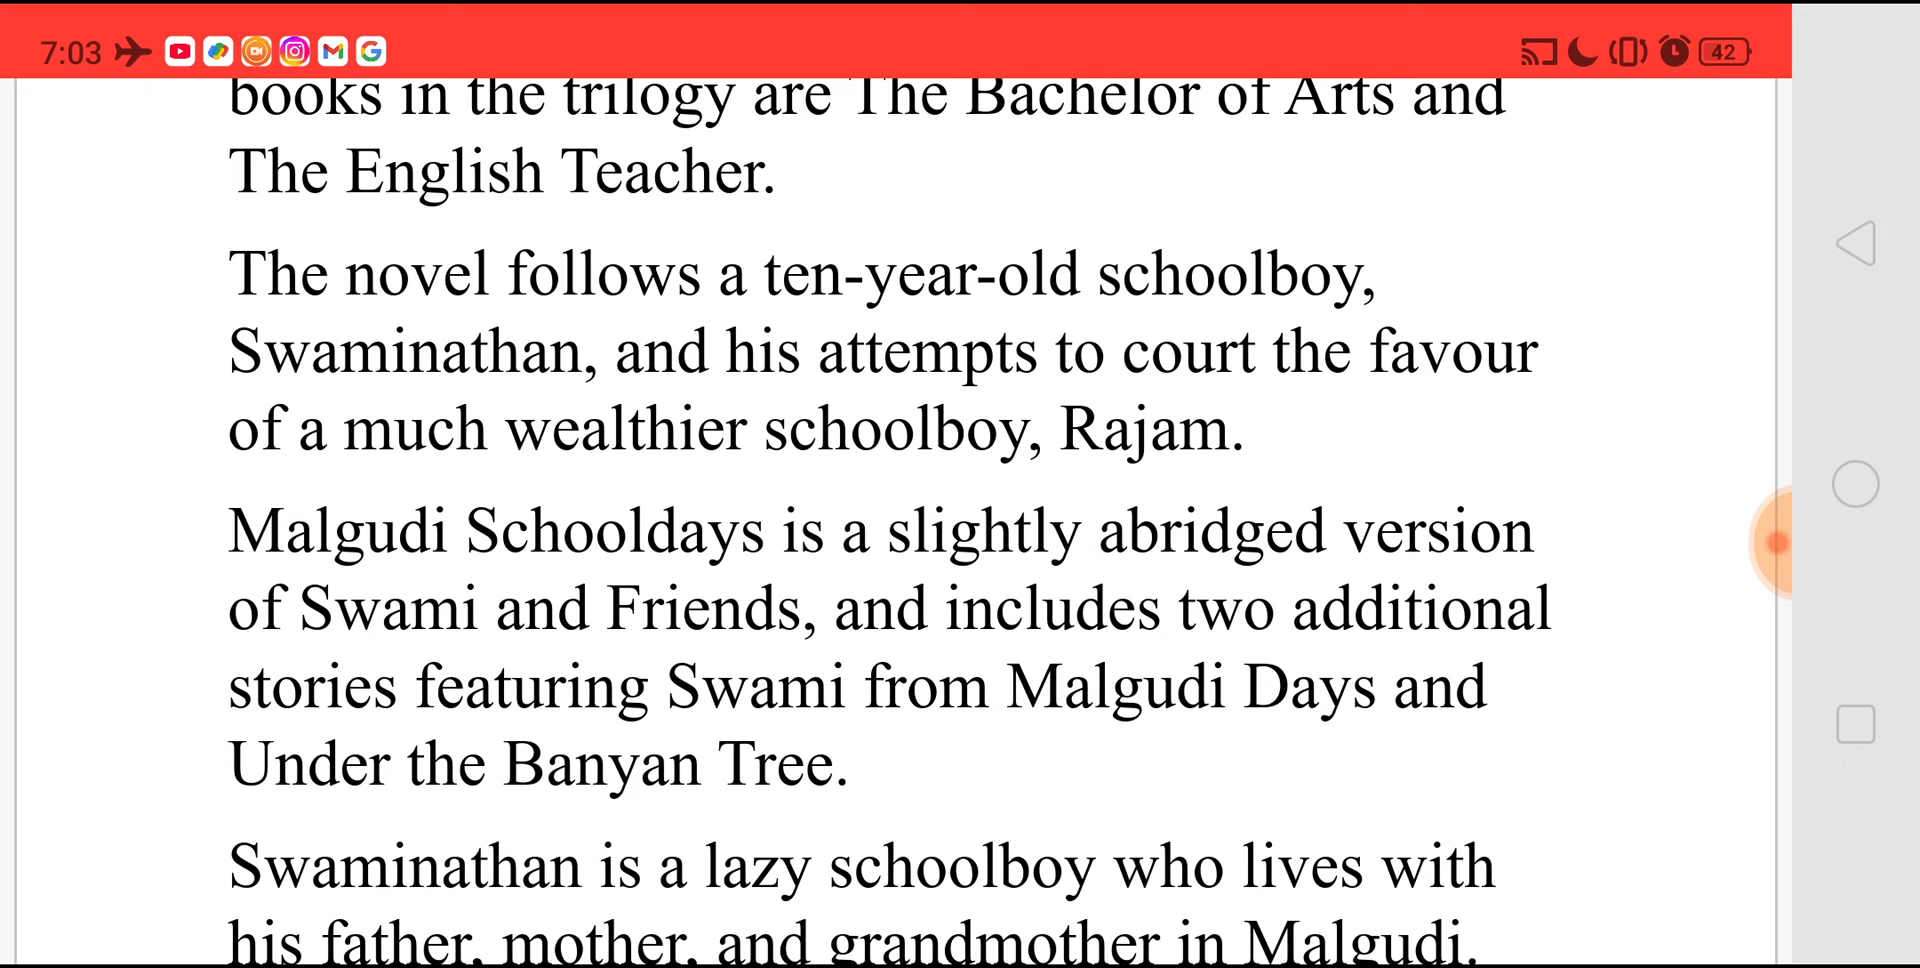 7:03
42
books in the trilogy are The Bachelor of Arts and
The English Teacher.
The novel follows a ten-year-old schoolboy,
Swaminathan, and his attempts to court the favour
of a much wealthier schoolboy, Rajam.
Malgudi Schooldays is a slightly abridged version
of Swami and Friends, and includes two additional
stories featuring Swami from Malgudi Days and
Under the Banyan Tree.
Swaminathan is a lazy schoolboy who lives with
his father, mother, and grandmother in Malgudi.